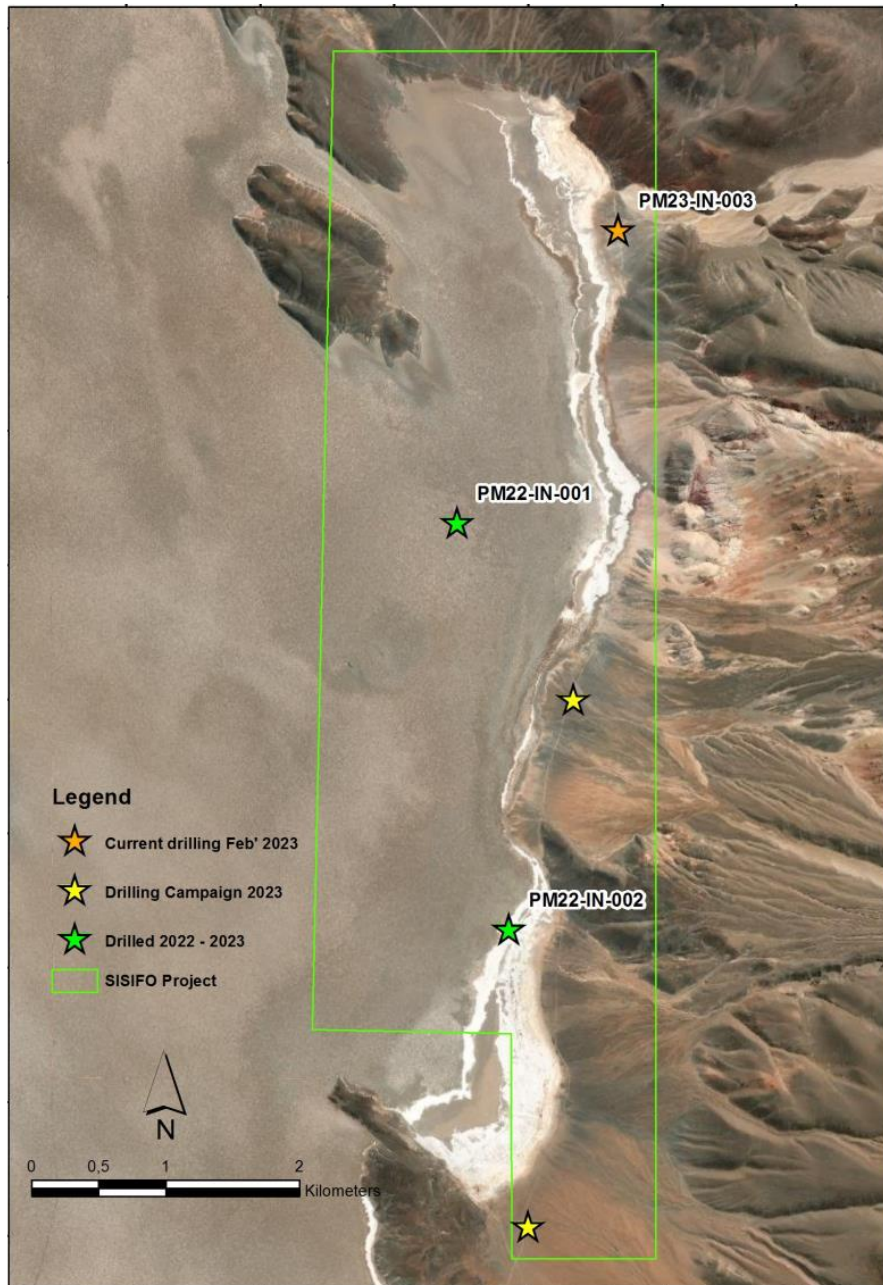 PM23-IN-003
PM22-IN-001
Legend
Current drilling Feb' 2023
Drilling Campaign 2023
PM22-IN-002
Drilled 2022 - 2023
SISIFO Project
N
0 0,5 1 2
Kilometers